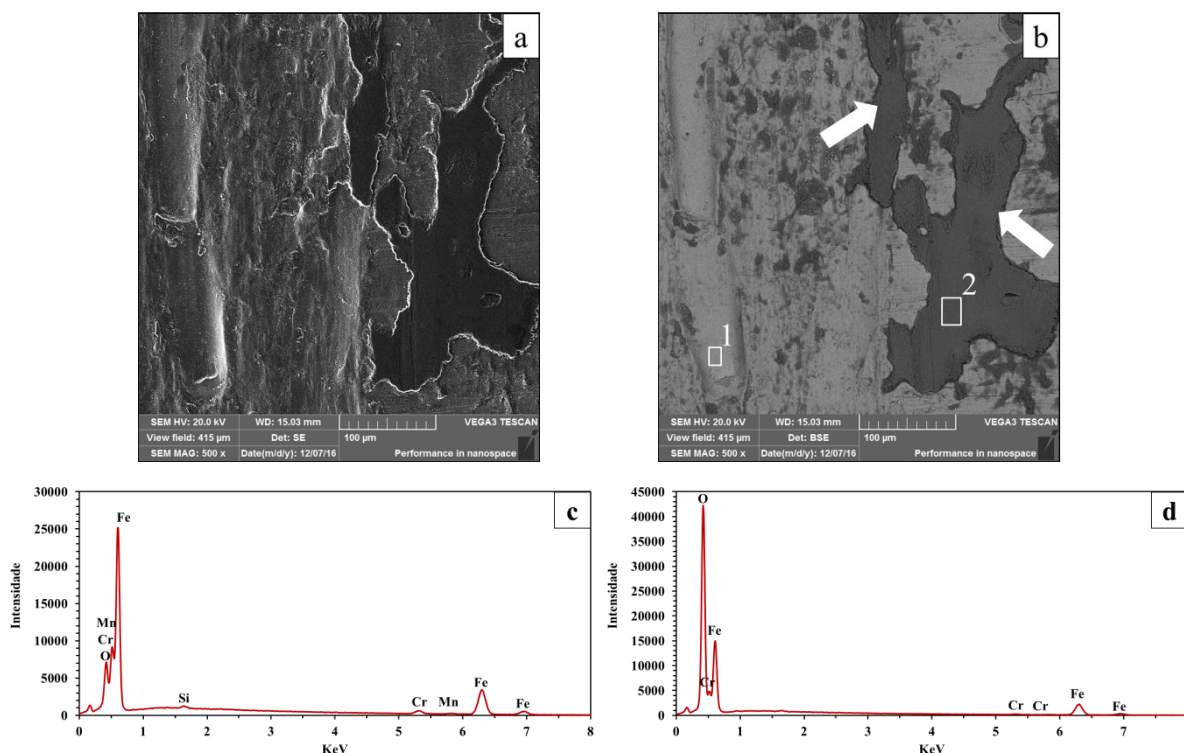 a
SEM HV: 20.0 kV WD: 15.03 mm VEGA3 TESCAN
View field: 415 µm Det: SE 100 µm
SEM MAG: 500 x Date(m/d/y): 12/07/16 Performance in nanospace
b
1
2
SEM HV: 20.0 kV WD: 15.03 mm VEGA3 TESCAN
View field: 415 µm Det: BSE 100 µm
SEM MAG: 500 x Date(m/d/y): 12/07/16 Performance in nanospace
c
Intensidade
30000
25000
20000
15000
10000
5000
0
Fe
Mn
Cr
O
Si
Cr
Mn
Fe
Fe
0 1 2 3 4 5 6 7 8
KeV
d
Intensidade
45000
40000
35000
30000
25000
20000
15000
10000
5000
0
O
Fe
Cr
Cr
Cr
Fe
Fe
0 1 2 3 4 5 6 7
KeV